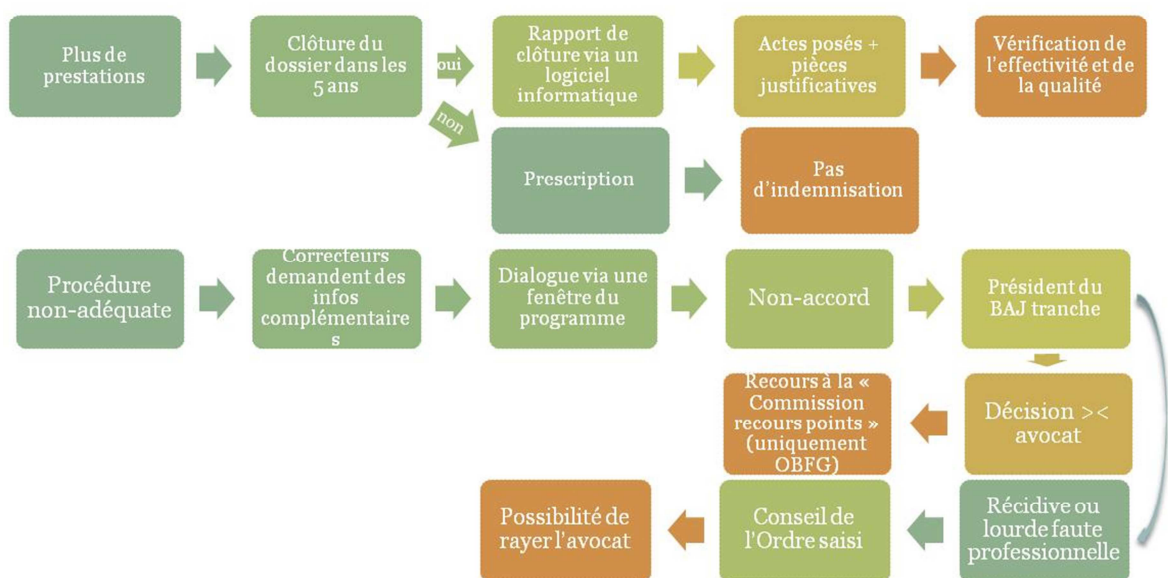 Plus de
prestations
Clôture du
dossier dans les
5 ans
oui
Rapport de
clôture via un
logiciel
informatique
Actes posés +
pièces
justificatives
Vérification de
l'effectivité et de
la qualité
non
Prescription
Pas
d'indemnisation
Procédure
non-adéquate
Correcteurs
demandent des
infos
complémentaire
s
Dialogue via une
fenêtre du
programme
Non-accord
Président du
BAJ tranche
Recours à la «
Commission
recours points »
(uniquement
OBFG)
Décision ><
avocat
Possibilité de
rayer l'avocat
Conseil de
l'Ordre saisi
Récidive ou
lourde faute
professionnelle